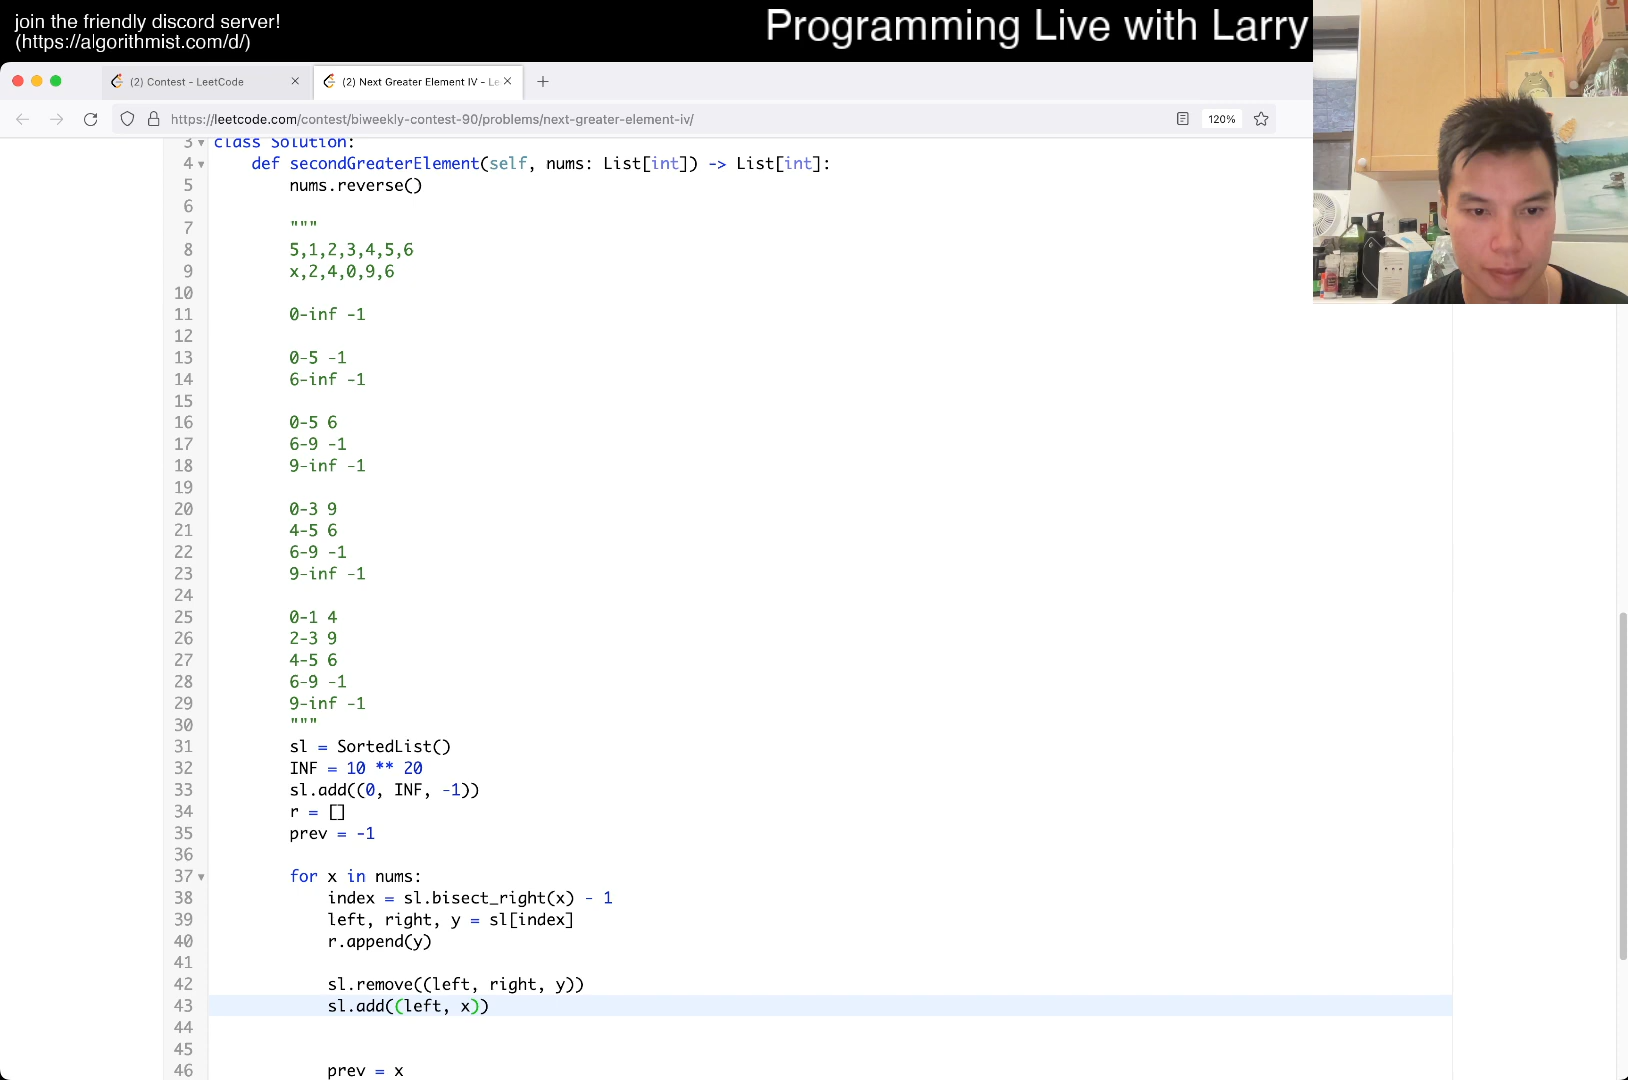 join the friendly discord server!
(https://algorithmist.com/d/)
Programming Live with Larry
(2) Contest - LeetCode
(2) Next Greater Element IV - Le
https://leetcode.com/contest/biweekly-contest-90/problems/next-greater-element-iv/
120%
3 class Solution:
4 def secondGreaterElement(self, nums: List[int]) -> List[int]:
5 nums.reverse()
6
7 """
8 5,1,2,3,4,5,6
9 x,2,4,0,9,6
10
11 0-inf -1
12
13 0-5 -1
14 6-inf -1
15
16 0-5 6
17 6-9 -1
18 9-inf -1
19
20 0-3 9
21 4-5 6
22 6-9 -1
23 9-inf -1
24
25 0-1 4
26 2-3 9
27 4-5 6
28 6-9 -1
29 9-inf -1
30 """
31 sl = SortedList()
32 INF = 10 ** 20
33 sl.add((0, INF, -1))
34 r = []
35 prev = -1
36
37 for x in nums:
38 index = sl.bisect_right(x) - 1
39 left, right, y = sl[index]
40 r.append(y)
41
42 sl.remove((left, right, y))
43 sl.add((left, x))
44
45
46 prev = x